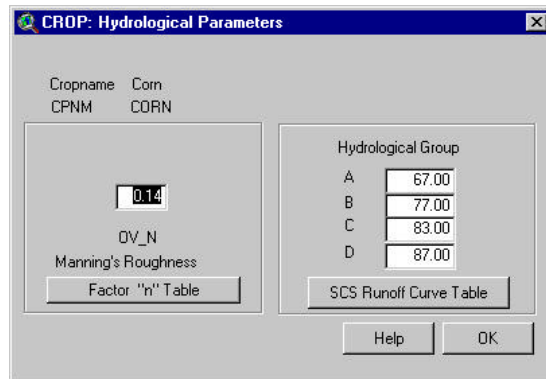 CROP: Hydrological Parameters
Cropname Corn
CPNM CORN
0.14
OV_N
Manning's Roughness
Factor "n" Table
Hydrological Group
A 67.00
B 77.00
C 83.00
D 87.00
SCS Runoff Curve Table
Help OK